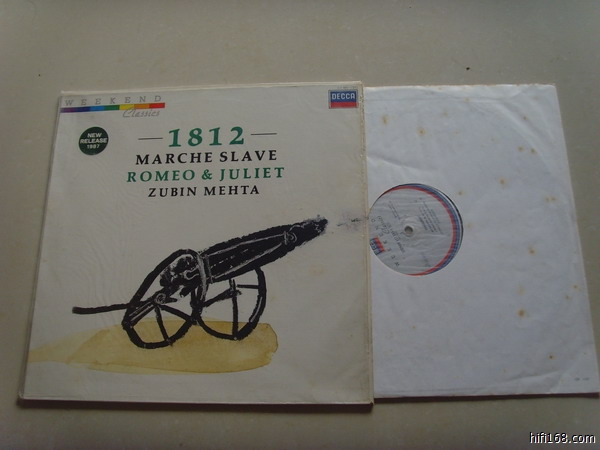 WEEKEND
Classics
DECCA
NEW
RELEASE
1987
1812
MARCHE SLAVE
ROMEO & JULIET
ZUBIN MEHTA
hifi168.com